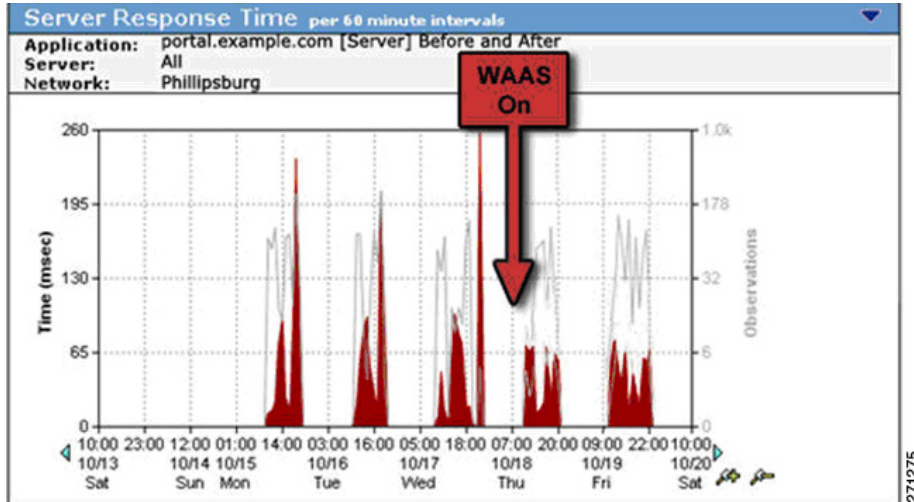 Server Response Time per 60 minute intervals
Application: portal.example.com [Server] Before and After
Server: All
Network: Phillipsburg
WAAS
On
260 1.0k
195 178
130 32
65 6
0 0
Time (msec)
Observations
10:00 23:00 12:00 01:00 14:00 03:00 16:00 05:00 18:00 07:00 20:00 09:00 22:00 10:00
10/13 10/14 10/15 10/16 10/17 10/18 10/19 10/20
Sat Sun Mon Tue Wed Thu Fri Sat
271275